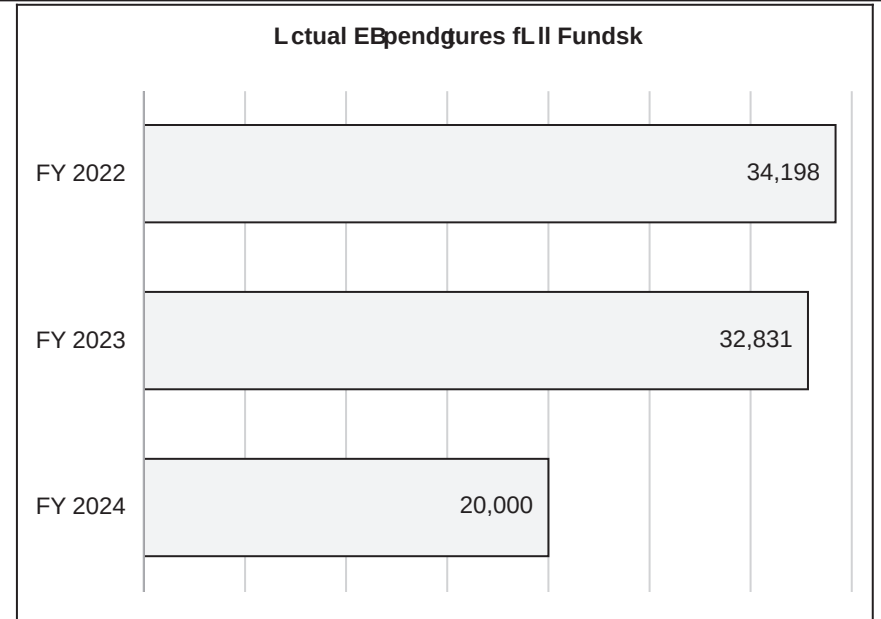 Lctual EBpendgtures fLll Fundsk
FY 2022
34,198
FY 2023
32,831
FY 2024
20,000